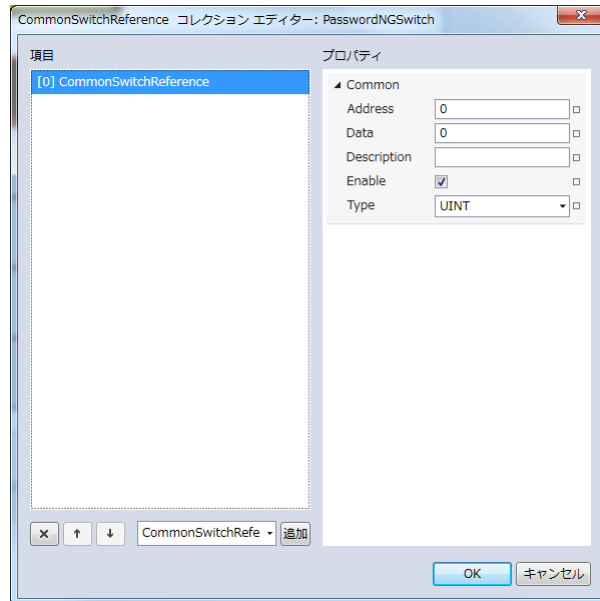 CommonSwitchReference コレクション エディター: PasswordNGSwitch
項目
プロパティ
[0] CommonSwitchReference
Common
Address 0
Data 0
Description
Enable
Type UINT
CommonSwitchRefe 追加
OK キャンセル